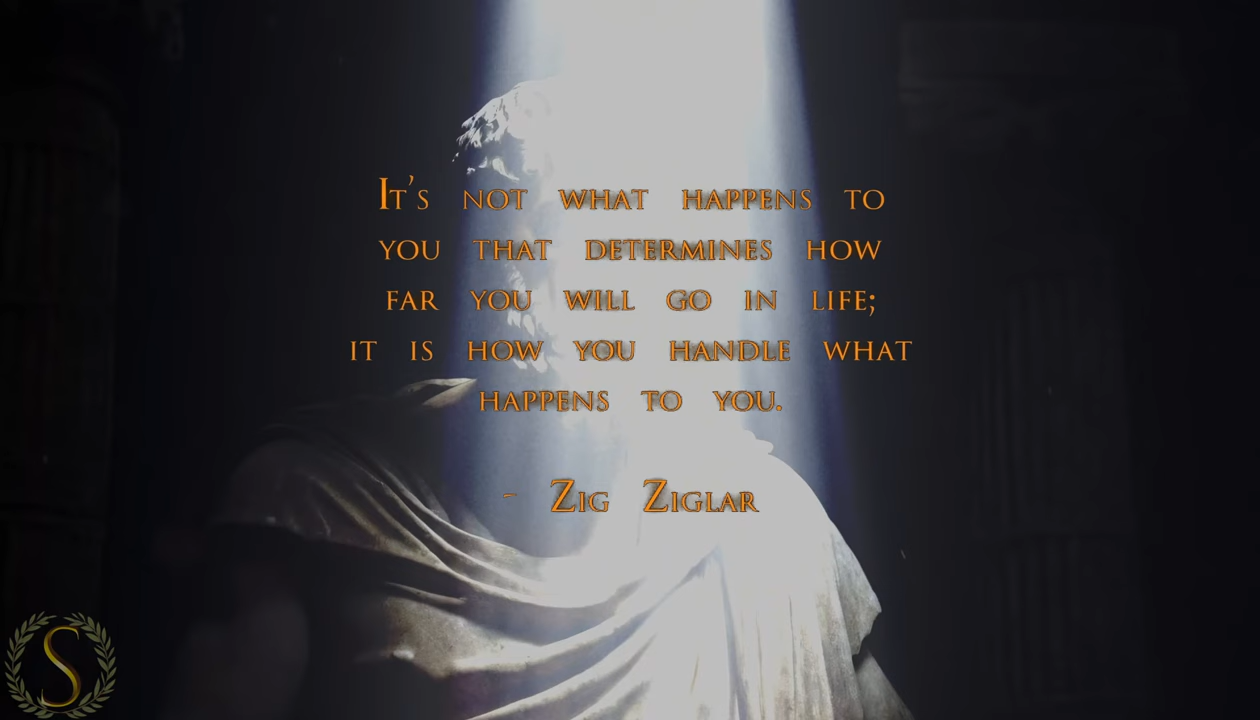 It's not what happens to
you that determines how
far you will go in life;
it is how you handle what
happens to you.
- Zig Ziglar
S